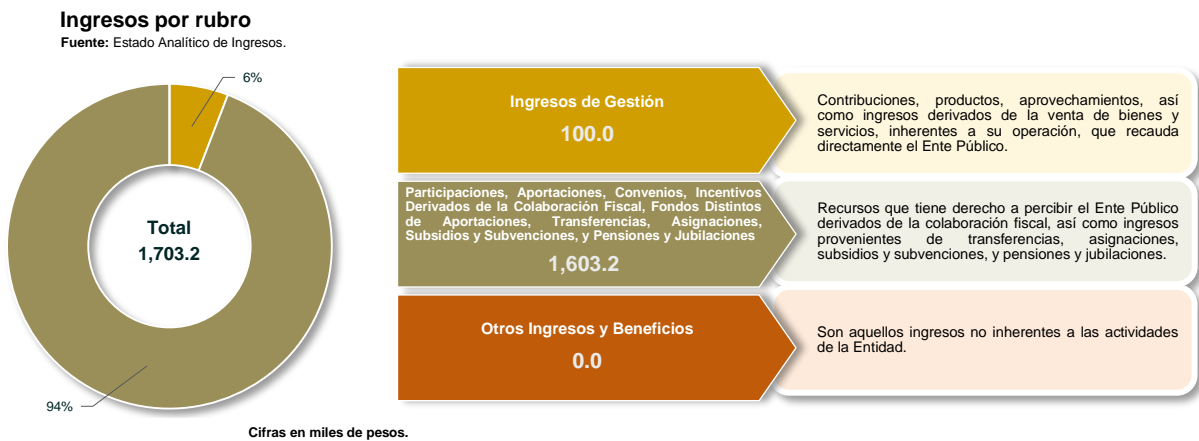 Ingresos por rubro
Fuente: Estado Analítico de Ingresos.
6%
Total
1,703.2
94%
Ingresos de Gestión
100.0
Contribuciones, productos, aprovechamientos, así
como ingresos derivados de la venta de bienes y
servicios, inherentes a su operación, que recauda
directamente el Ente Público.
Participaciones, Aportaciones, Convenios, Incentivos
Derivados de la Colaboración Fiscal, Fondos Distintos
de Aportaciones, Transferencias, Asignaciones,
Subsidios y Subvenciones, y Pensiones y Jubilaciones
1,603.2
Recursos que tiene derecho a percibir el Ente Público
derivados de la colaboración fiscal, así como ingresos
provenientes de transferencias, asignaciones,
subsidios y subvenciones, y pensiones y jubilaciones.
Otros Ingresos y Beneficios
0.0
Son aquellos ingresos no inherentes a las actividades
de la Entidad.
Cifras en miles de pesos.